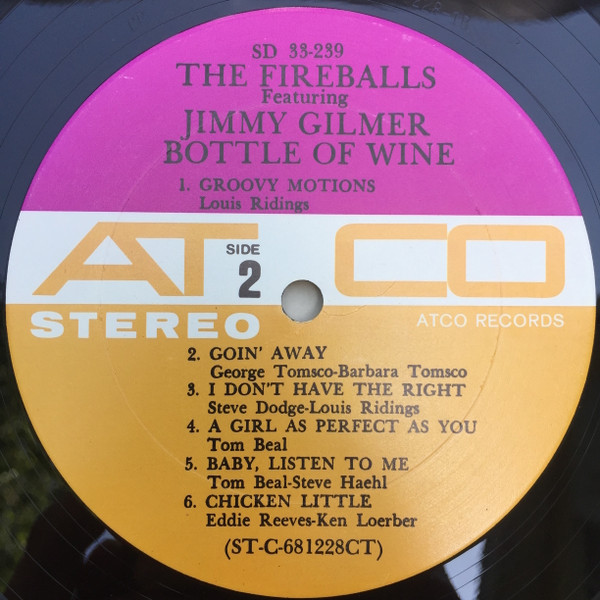 SD 33-239
THE FIREBALLS
Featuring
JIMMY GILMER
BOTTLE OF WINE
1. GROOVY MOTIONS
Louis Ridings
ATCO
SIDE
2
STEREO
ATCO RECORDS
2. GOIN' AWAY
George Tomsco-Barbara Tomsco
3. I DON'T HAVE THE RIGHT
Steve Dodge-Louis Ridings
4. A GIRL AS PERFECT AS YOU
Tom Beal
5. BABY, LISTEN TO ME
Tom Beal-Steve Haehl
6. CHICKEN LITTLE
Eddie Reeves-Ken Loerber
(ST-C-681228CT)